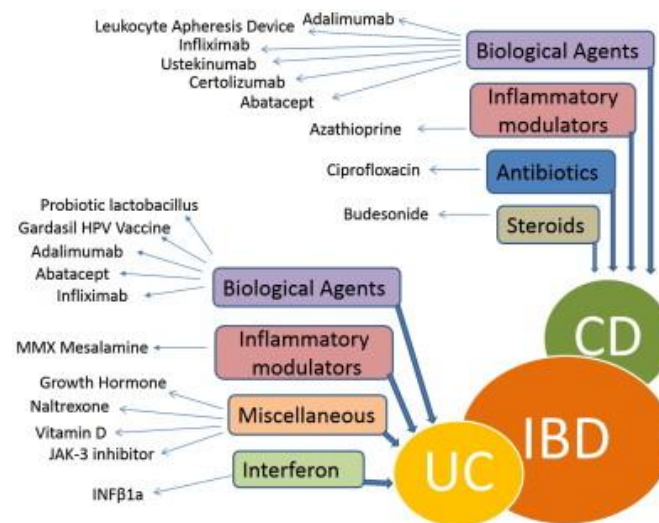 Adalimumab
Leukocyte Apheresis Device
Infliximab
Ustekinumab
Certolizumab
Abatacept
Biological Agents
Azathioprine
Inflammatory
modulators
Ciprofloxacin
Antibiotics
Budesonide
Steroids
Probiotic lactobacillus
Gardasil HPV Vaccine
Adalimumab
Abatacept
Infliximab
Biological Agents
MMX Mesalamine
Inflammatory
modulators
Growth Hormone
Naltrexone
Vitamin D
JAK-3 inhibitor
Miscellaneous
INFβ1a
Interferon
CD
IBD
UC